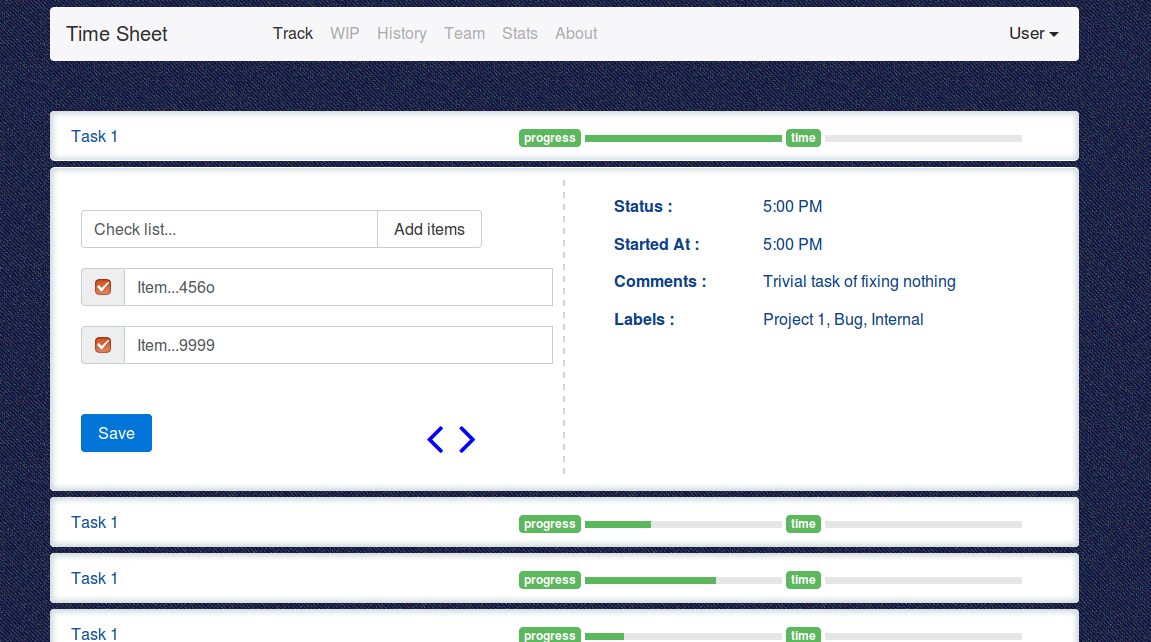 Time Sheet Track WIP History Team Stats About User
Task 1 progress time
Check list... Add items
Item...456o
Item...9999
Save
Status : 5:00 PM
Started At : 5:00 PM
Comments : Trivial task of fixing nothing
Labels : Project 1, Bug, Internal
Task 1 progress time
Task 1 progress time
Task 1 progress time